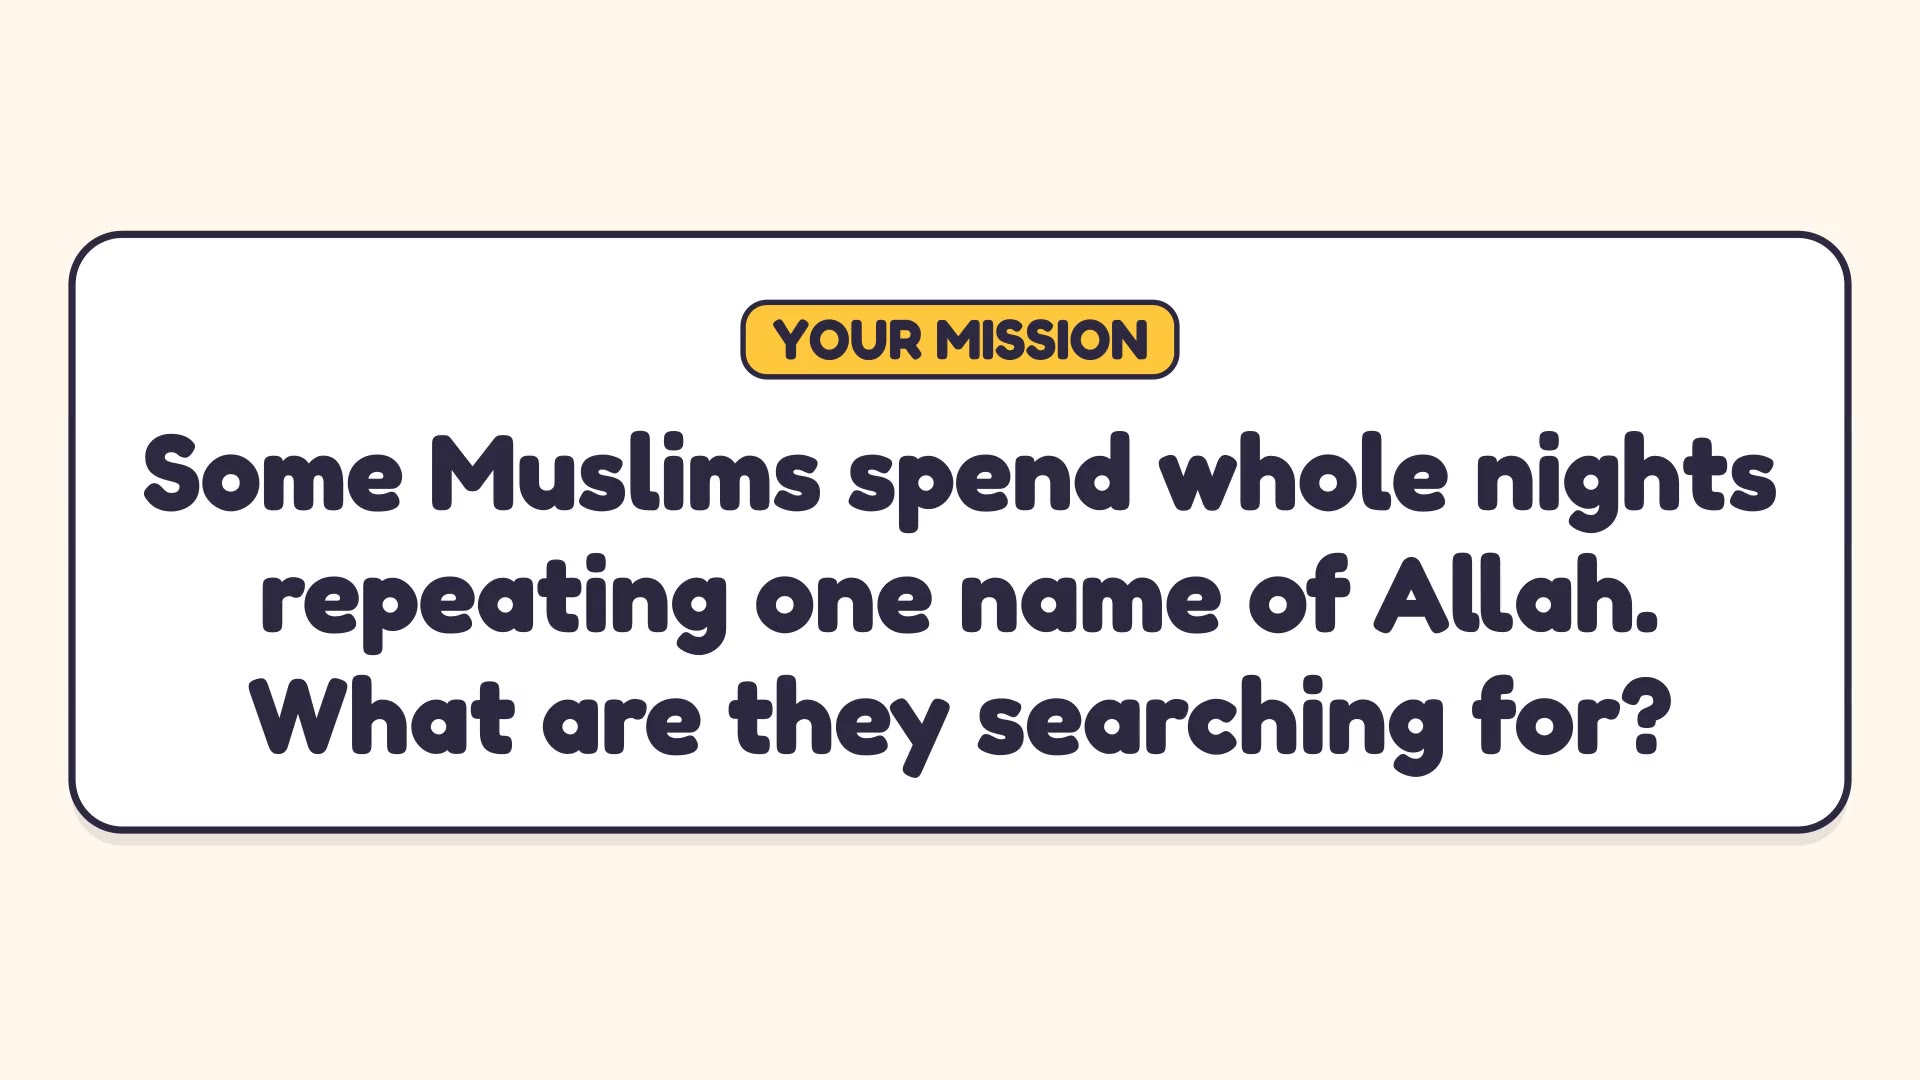 YOUR MISSION
Some Muslims spend whole nights
repeating one name of Allah.
What are they searching for?